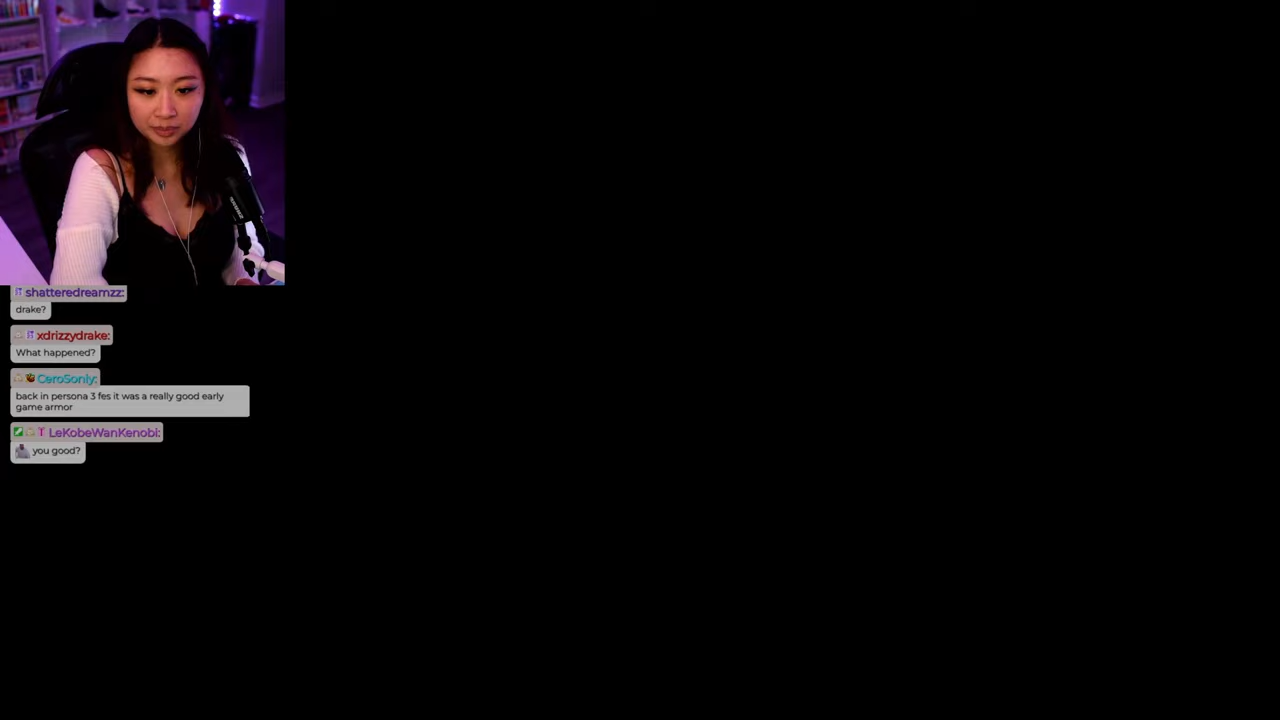 shatteredreamzz:
drake?
xdrizzydrake:
What happened?
CeroSonly:
back in persona 3 fes it was a really good early
game armor
LeKobeWanKenobi:
you good?